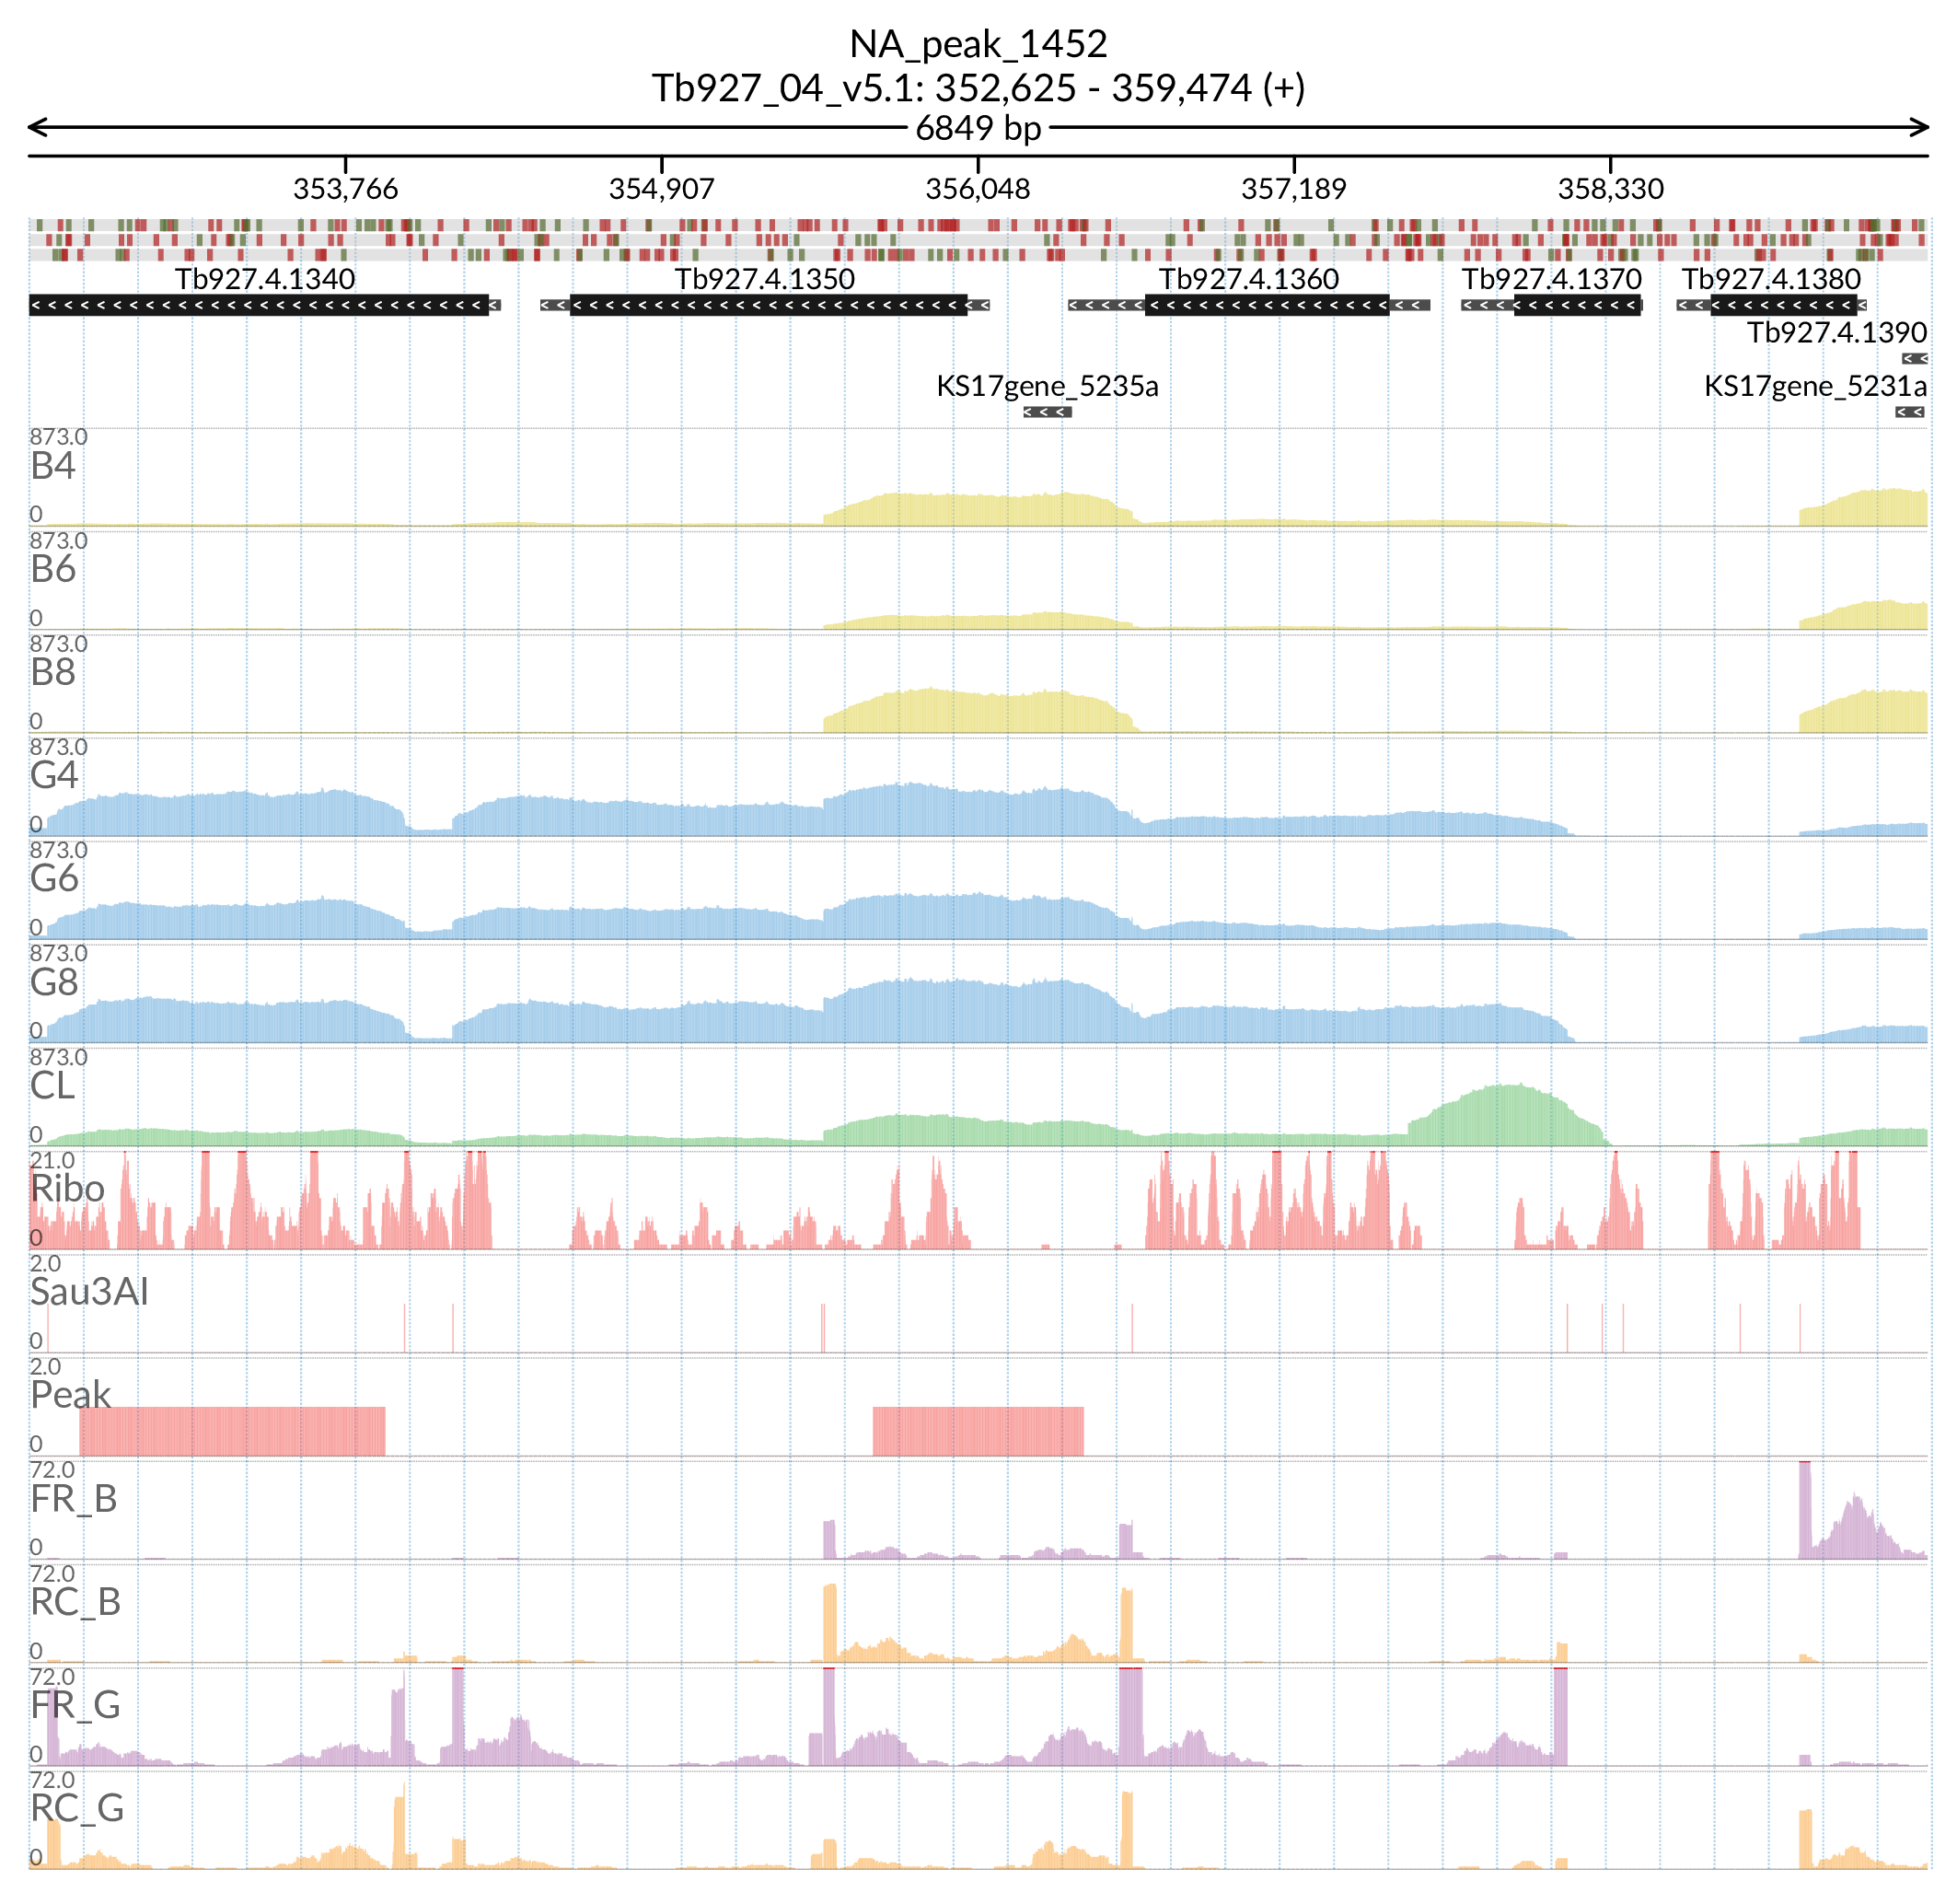 NA_peak_1452
Tb927_04_v5.1: 352,625 - 359,474 (+)
6849 bp
353,766 354,907 356,048 357,189 358,330
Tb927.4.1340 Tb927.4.1350 Tb927.4.1360 Tb927.4.1370 Tb927.4.1380
Tb927.4.1390
KS17gene_5235a KS17gene_5231a
873.0
B4
0
873.0
B6
0
873.0
B8
0
873.0
G4
0
873.0
G6
0
873.0
G8
0
873.0
CL
0
21.0
Ribo
0
2.0
Sau3AI
0
2.0
Peak
0
72.0
FR_B
0
72.0
RC_B
0
72.0
FR_G
0
72.0
RC_G
0